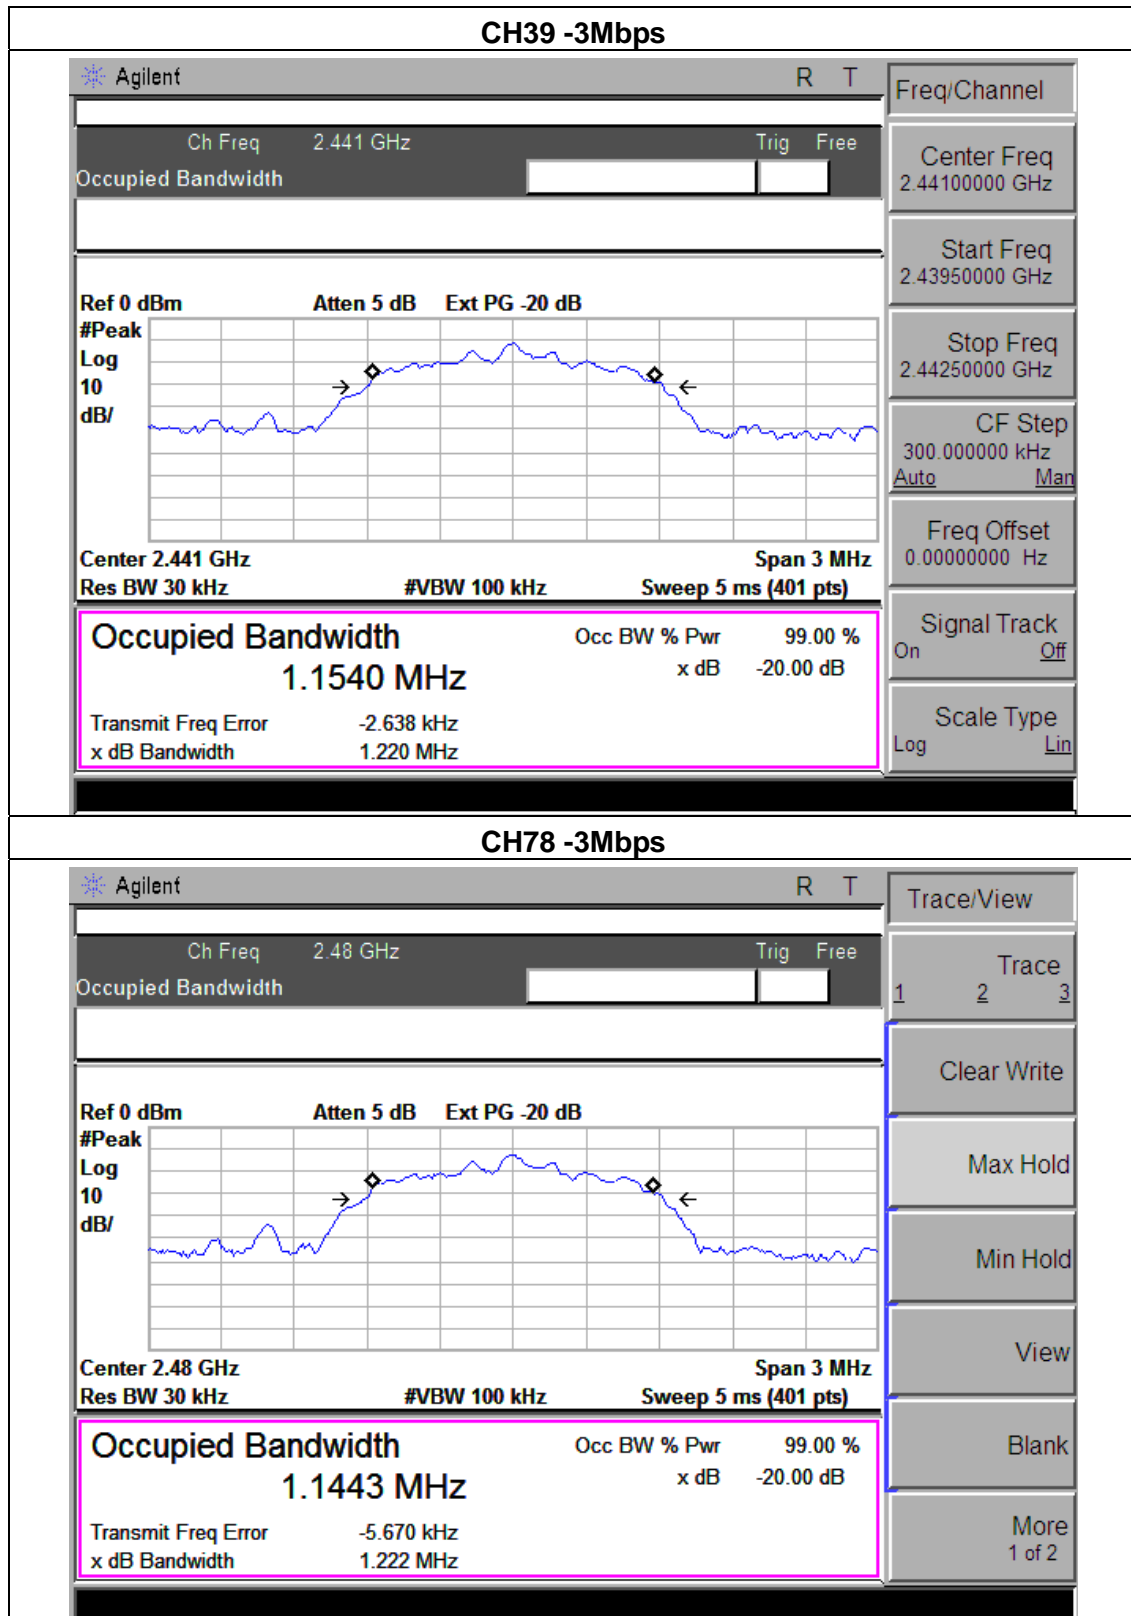 CH39 -3Mbps
Agilent R T
Freq/Channel
Ch Freq 2.441 GHz Trig Free
Occupied Bandwidth
Center Freq
2.44100000 GHz
Start Freq
2.43950000 GHz
Ref 0 dBm Atten 5 dB Ext PG -20 dB
#Peak
Log
10
dB/
Stop Freq
2.44250000 GHz
CF Step
300.000000 kHz
Auto Man
Freq Offset
0.00000000 Hz
Center 2.441 GHz Span 3 MHz
Res BW 30 kHz #VBW 100 kHz Sweep 5 ms (401 pts)
Occupied Bandwidth Occ BW % Pwr 99.00 %
1.1540 MHz x dB -20.00 dB
Transmit Freq Error -2.638 kHz
x dB Bandwidth 1.220 MHz
Signal Track
On Off
Scale Type
Log Lin
CH78 -3Mbps
Agilent R T
Trace/View
Ch Freq 2.48 GHz Trig Free
Occupied Bandwidth
Trace
1 2 3
Clear Write
Ref 0 dBm Atten 5 dB Ext PG -20 dB
#Peak
Log
10
dB/
Max Hold
Min Hold
View
Center 2.48 GHz Span 3 MHz
Res BW 30 kHz #VBW 100 kHz Sweep 5 ms (401 pts)
Occupied Bandwidth Occ BW % Pwr 99.00 %
1.1443 MHz x dB -20.00 dB
Transmit Freq Error -5.670 kHz
x dB Bandwidth 1.222 MHz
Blank
More
1 of 2